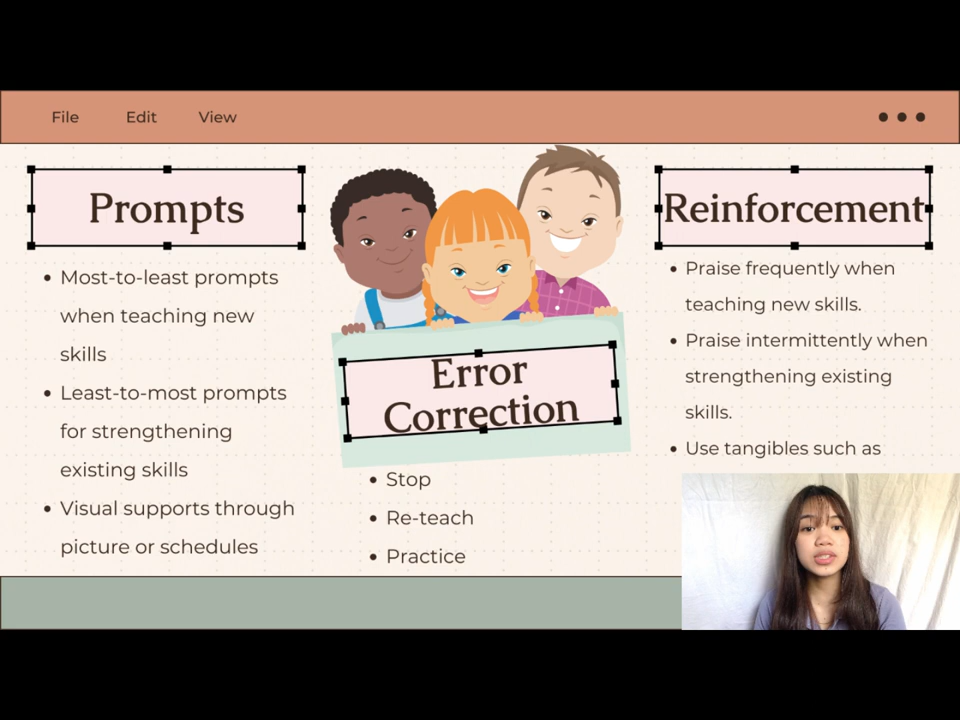 File Edit View
Prompts
Most-to-least prompts
when teaching new
skills
Least-to-most prompts
for strengthening
existing skills
Visual supports through
picture or schedules
Error
Correction
Stop
Re-teach
Practice
Reinforcement
Praise frequently when
teaching new skills.
Praise intermittently when
strengthening existing
skills.
Use tangibles such as